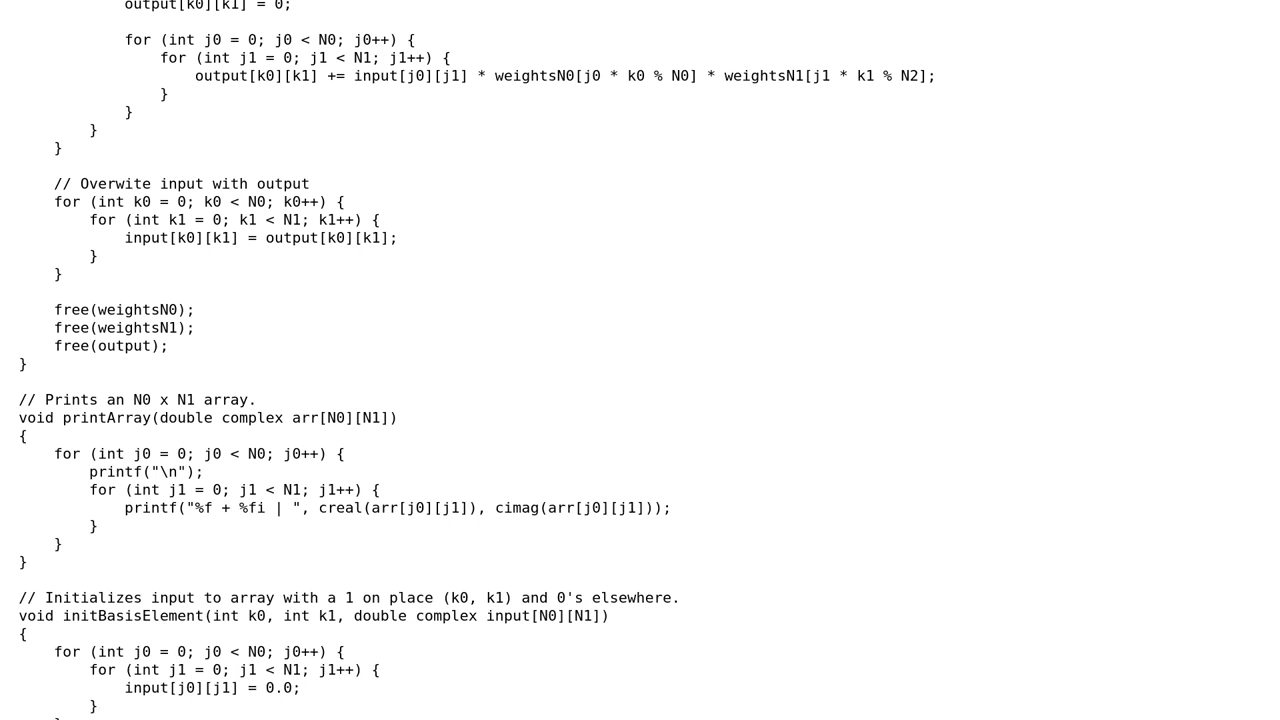 output[k0][k1] = 0;

            for (int j0 = 0; j0 < N0; j0++) {
                for (int j1 = 0; j1 < N1; j1++) {
                    output[k0][k1] += input[j0][j1] * weightsN0[j0 * k0 % N0] * weightsN1[j1 * k1 % N2];
                }
            }
        }
    }

    // Overwite input with output
    for (int k0 = 0; k0 < N0; k0++) {
        for (int k1 = 0; k1 < N1; k1++) {
            input[k0][k1] = output[k0][k1];
        }
    }

    free(weightsN0);
    free(weightsN1);
    free(output);
}

// Prints an N0 x N1 array.
void printArray(double complex arr[N0][N1])
{
    for (int j0 = 0; j0 < N0; j0++) {
        printf("\n");
        for (int j1 = 0; j1 < N1; j1++) {
            printf("%f + %fi | ", creal(arr[j0][j1]), cimag(arr[j0][j1]));
        }
    }
}

// Initializes input to array with a 1 on place (k0, k1) and 0's elsewhere.
void initBasisElement(int k0, int k1, double complex input[N0][N1])
{
    for (int j0 = 0; j0 < N0; j0++) {
        for (int j1 = 0; j1 < N1; j1++) {
            input[j0][j1] = 0.0;
        }